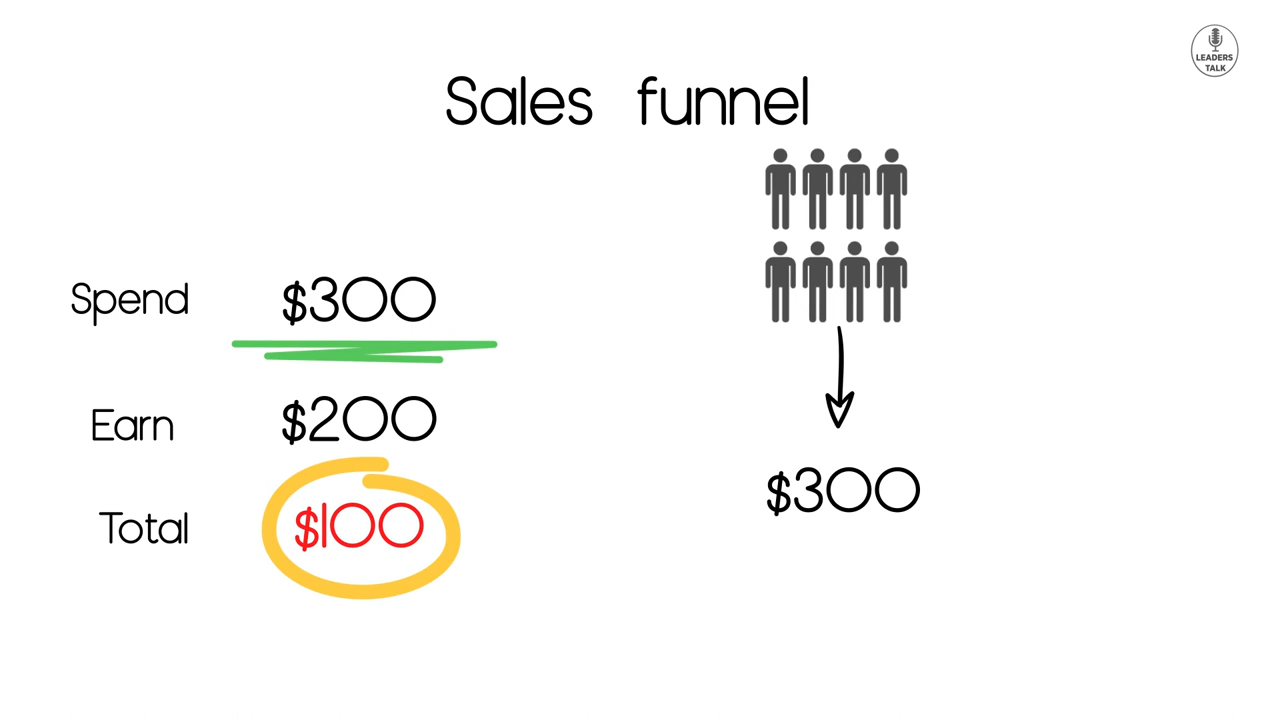 LEADERS
TALK
Sales funnel
Spend $300
Earn $200
Total $100
$300